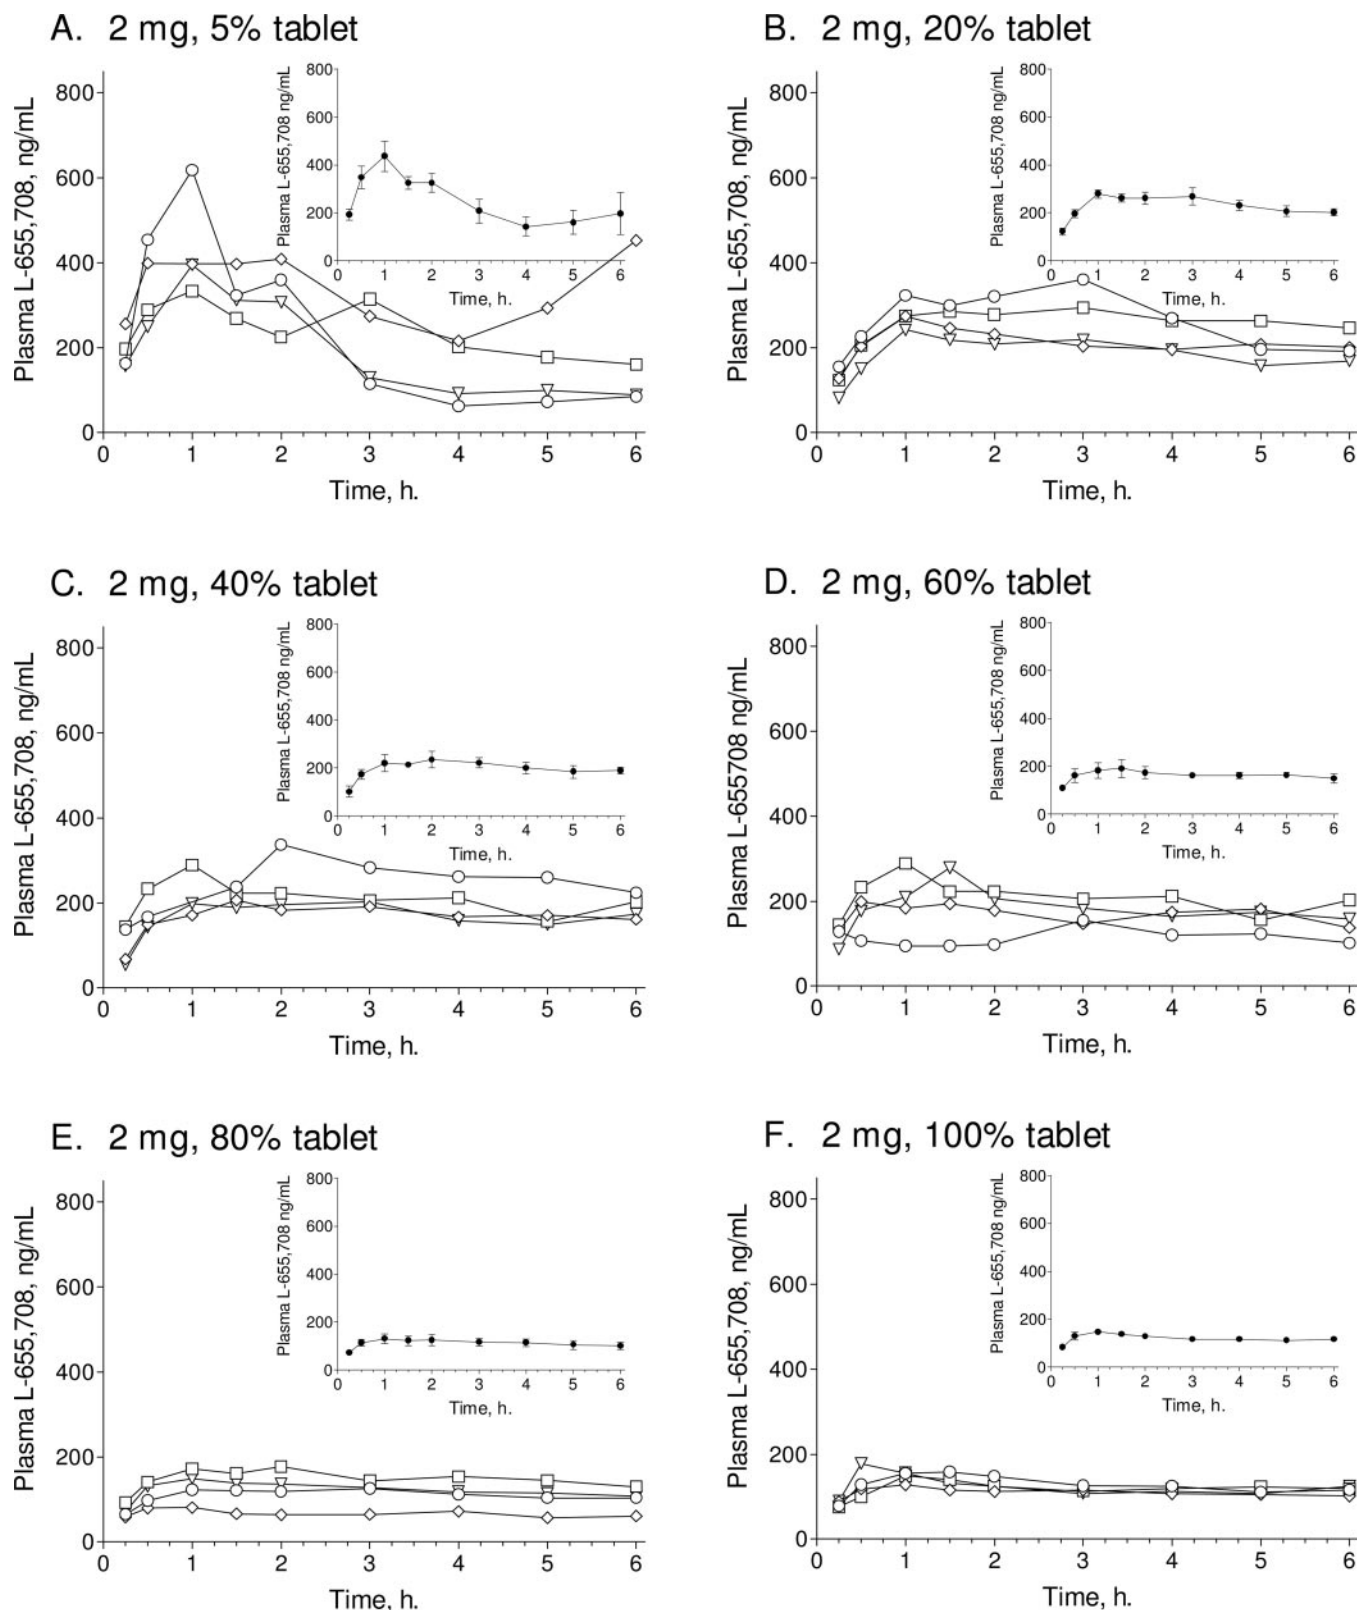 A. 2 mg, 5% tablet
Plasma L-655,708, ng/mL
800
600
400
200
0
0 1 2 3 4 5 6
Time, h.
Plasma L-655,708 ng/mL
800
600
400
200
0
0 1 2 3 4 5 6
Time, h.
B. 2 mg, 20% tablet
Plasma L-655,708, ng/mL
800
600
400
200
0
0 1 2 3 4 5 6
Time, h.
Plasma L-655,708 ng/mL
800
600
400
200
0
0 1 2 3 4 5 6
Time, h.
C. 2 mg, 40% tablet
Plasma L-655,708, ng/mL
800
600
400
200
0
0 1 2 3 4 5 6
Time, h.
Plasma L-655,708 ng/mL
800
600
400
200
0
0 1 2 3 4 5 6
Time, h.
D. 2 mg, 60% tablet
Plasma L-655708 ng/mL
800
600
400
200
0
0 1 2 3 4 5 6
Time, h.
Plasma L-655,708 ng/mL
800
600
400
200
0
0 1 2 3 4 5 6
Time, h.
E. 2 mg, 80% tablet
Plasma L-655,708, ng/mL
800
600
400
200
0
0 1 2 3 4 5 6
Time, h.
Plasma L-655,708 ng/mL
800
600
400
200
0
0 1 2 3 4 5 6
Time, h.
F. 2 mg, 100% tablet
Plasma L-655,708, ng/mL
800
600
400
200
0
0 1 2 3 4 5 6
Time, h.
Plasma L-655,708 ng/mL
800
600
400
200
0
0 1 2 3 4 5 6
Time, h.